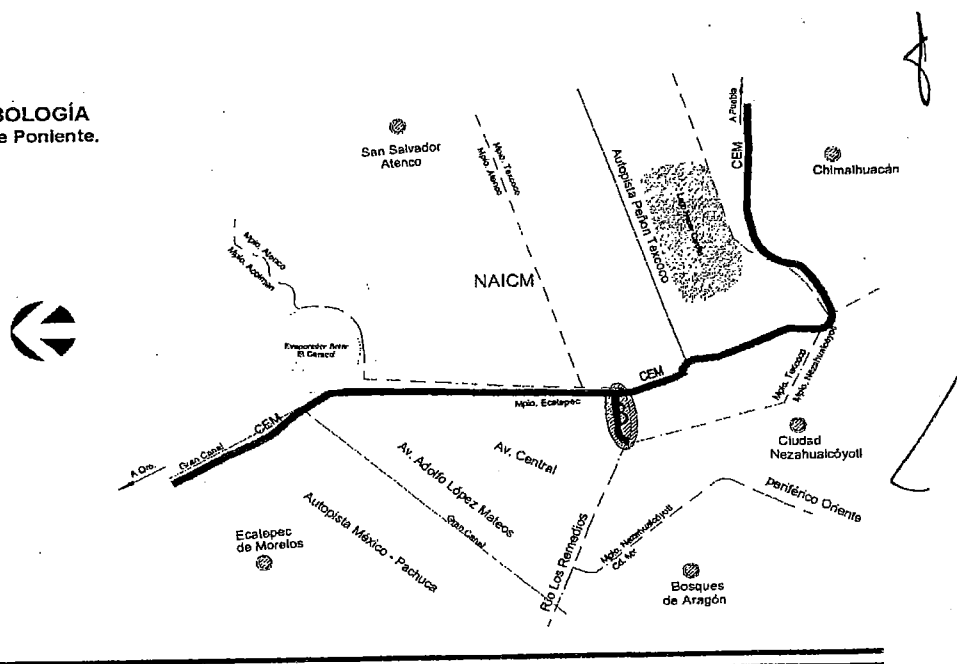 BOLOGÍA
e Poniente.
San Salvador
Atenco
Mpio. Texcoco
Mpio. Atenco
Autopista Peñon Texcoco
CEM
A Puebla
Chimalhuacán
Mpio. Atenco
Mpio. Acolman
NAICM
Evaporador Solar
El Caracol
CEM
Mpio. Ecatepec
Mpio. Texcoco
Mpio. Nezahualcóyotl
CEM
Gran Canal
A Qro.
Av. Central
Av. Adolfo López Mateos
Gran Canal
Autopista México - Pachuca
Ciudad
Nezahualcóyotl
periférico Oriente
Ecatepec
de Morelos
Río Los Remedios
Mpio. Nezahualcóyotl
Cd. Mx
Bosques
de Aragón